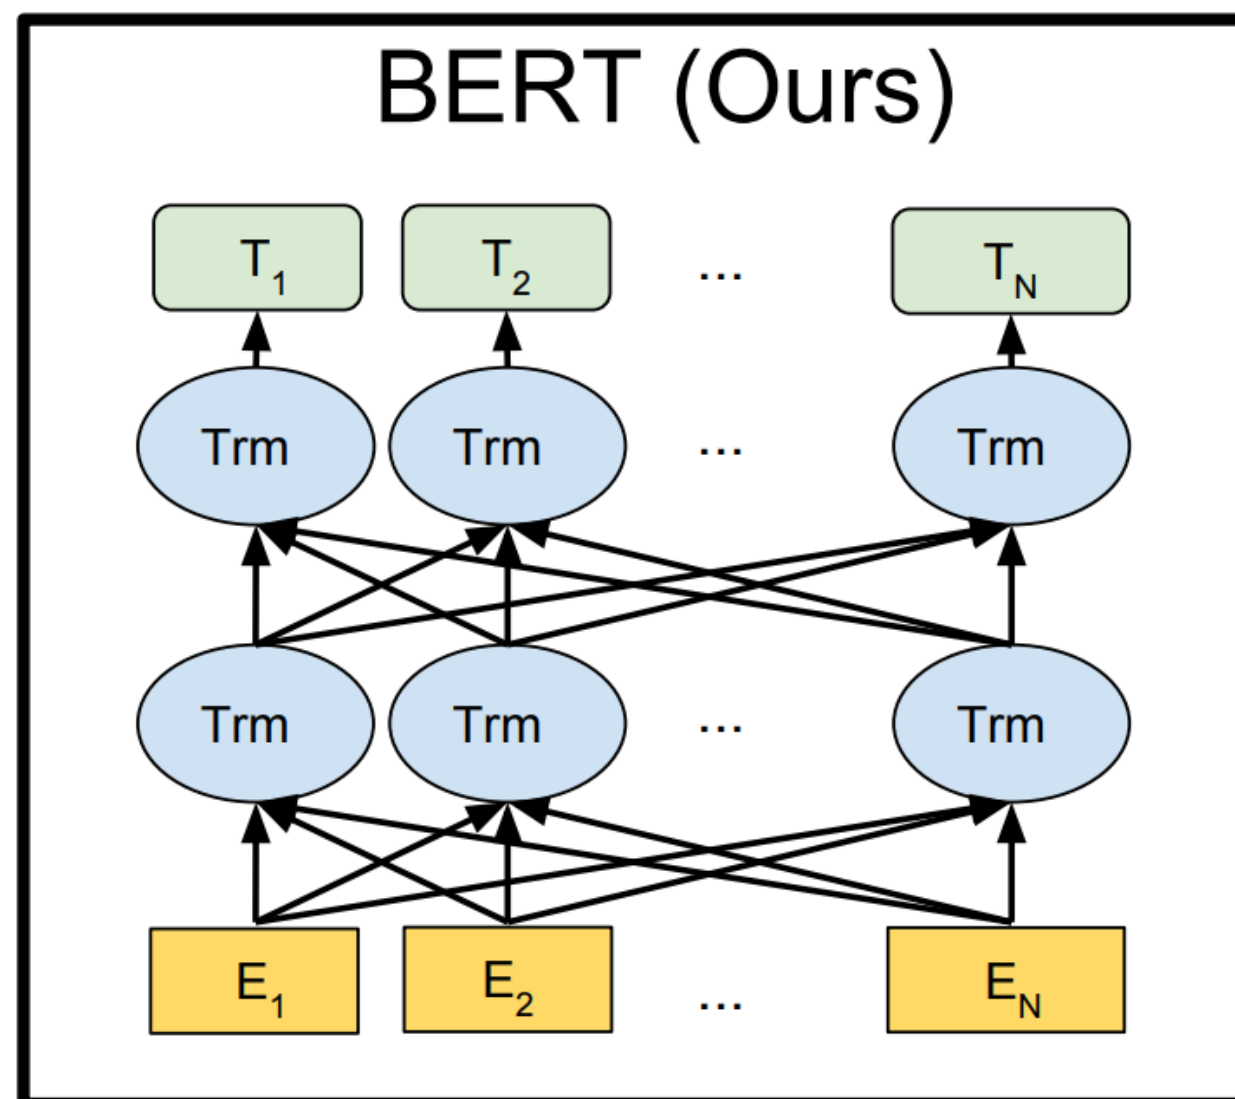 BERT (Ours)
T1 T2 ... TN
Trm Trm ... Trm
Trm Trm ... Trm
E1 E2 ... EN